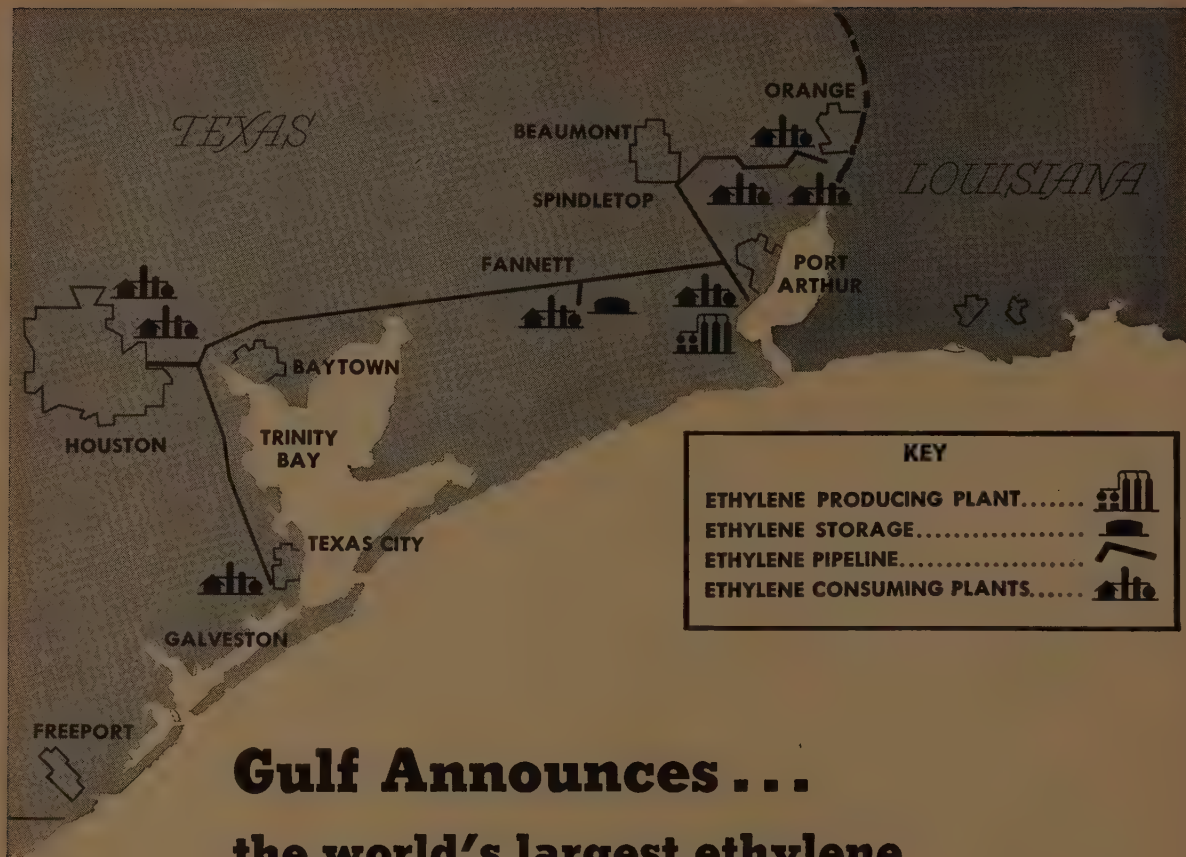 TEXAS
LOUISIANA
ORANGE
BEAUMONT
SPINDLETOP
FANNETT
PORT
ARTHUR
BAYTOWN
HOUSTON
TRINITY
BAY
TEXAS CITY
GALVESTON
FREEPORT
KEY
ETHYLENE PRODUCING PLANT.......
ETHYLENE STORAGE..................
ETHYLENE PIPELINE....................
ETHYLENE CONSUMING PLANTS......
Gulf Announces...
the world's largest ethylene